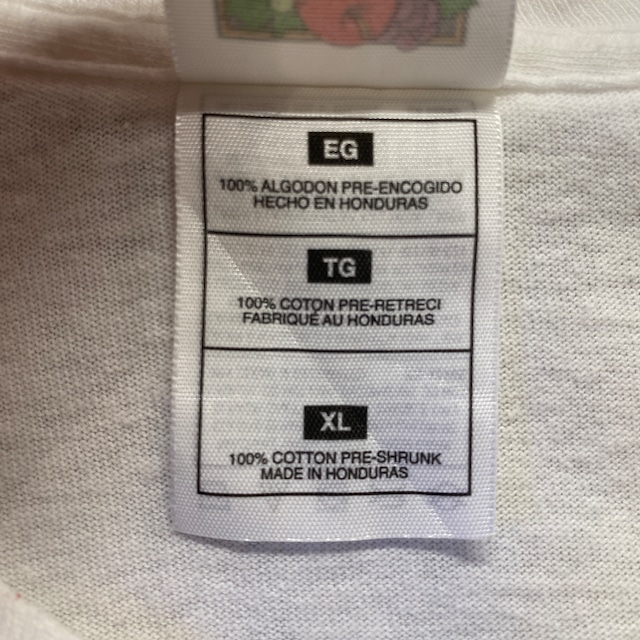 EG
100% ALGODON PRE-ENCOGIDO
HECHO EN HONDURAS
TG
100% COTON PRE-RETRECI
FABRIQUÉ AU HONDURAS
XL
100% COTTON PRE-SHRUNK
MADE IN HONDURAS